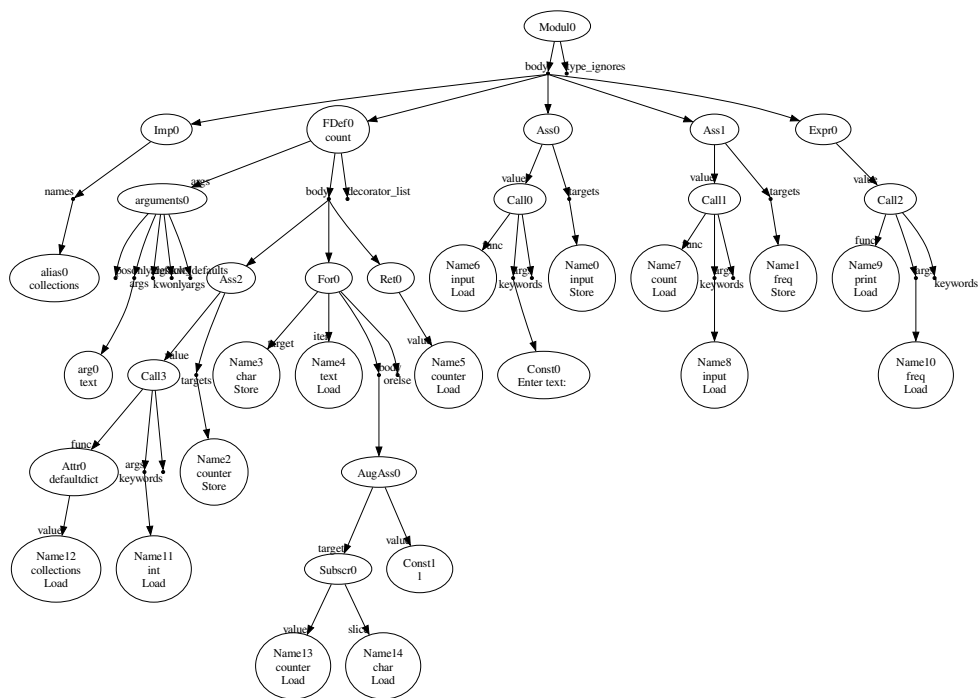 Modul0
body
type_ignores
Imp0
FDef0
count
Ass0
Ass1
Expr0
names
args
body
decorator_list
value
targets
value
targets
value
arguments0
Call0
Call1
Call2
alias0
collections
args
kwonlyargs
Ass2
For0
Ret0
func
args
keywords
Name6
input
Load
Name0
input
Store
func
args
keywords
Name7
count
Load
Name1
freq
Store
func
args
keywords
Name9
print
Load
arg0
text
value
targets
Call3
target
Name3
char
Store
iter
Name4
text
Load
body
orelse
value
Name5
counter
Load
Const0
Enter text:
Name8
input
Load
Name10
freq
Load
func
args
keywords
Name2
counter
Store
Attr0
defaultdict
AugAss0
value
Name12
collections
Load
Name11
int
Load
target
value
Subscr0
Const1
1
value
slice
Name13
counter
Load
Name14
char
Load